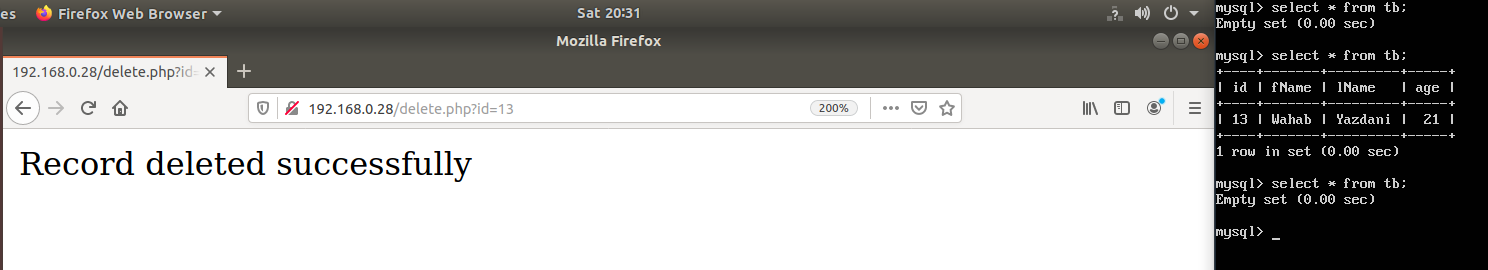 es Firefox Web Browser Sat 20:31
Mozilla Firefox
192.168.0.28/delete.php?id=
192.168.0.28/delete.php?id=13 200%
Record deleted successfully
mysql> select * from tb;
Empty set (0.00 sec)
mysql> select * from tb;
+----+-------+---------+-----+
| id | fName | lName   | age |
+----+-------+---------+-----+
| 13 | Wahab | Yazdani |  21 |
+----+-------+---------+-----+
1 row in set (0.00 sec)
mysql> select * from tb;
Empty set (0.00 sec)
mysql> _